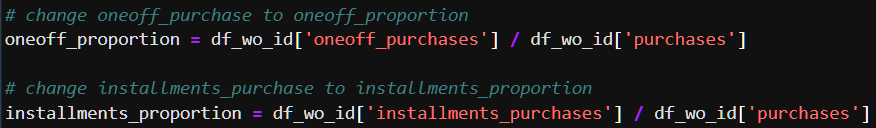 # change oneoff_purchase to oneoff_proportion
oneoff_proportion = df_wo_id['oneoff_purchases'] / df_wo_id['purchases']
# change installments_purchase to installments_proportion
installments_proportion = df_wo_id['installments_purchases'] / df_wo_id['purchases']